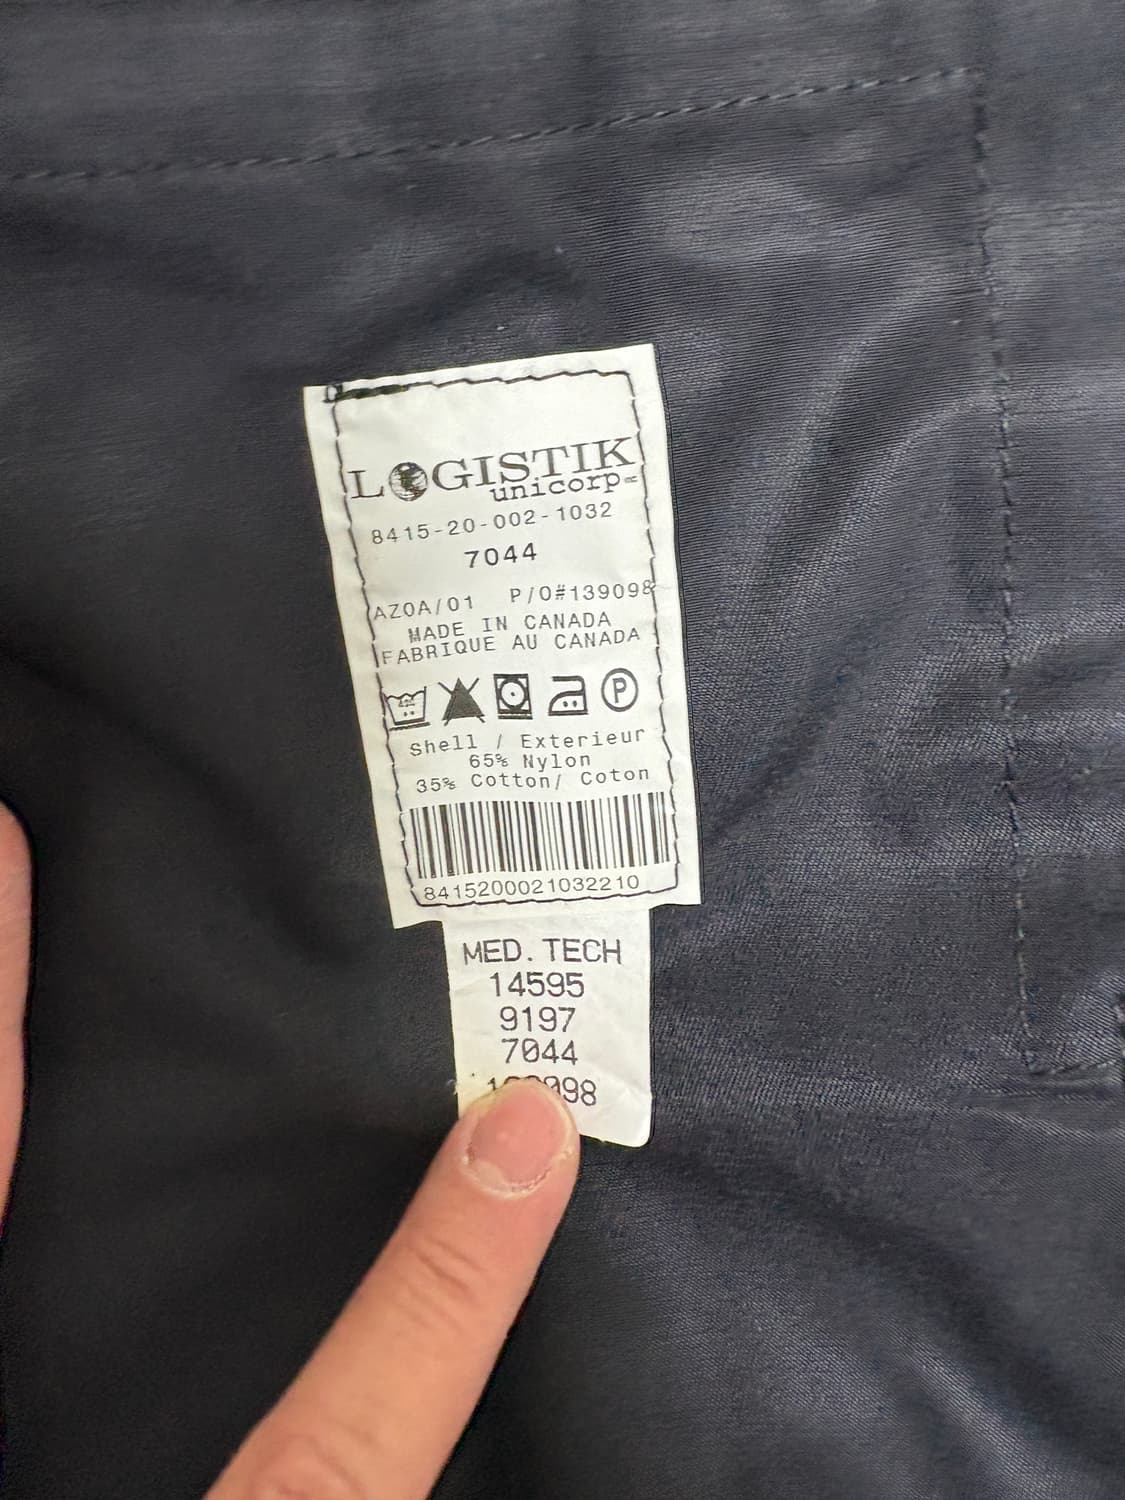 LOGISTIK
unicorp
8415-20-002-1032
7044
AZ0A/01 P/O#139098
MADE IN CANADA
FABRIQUE AU CANADA
P
Shell / Exterieur
65% Nylon
35% Cotton/ Coton
8415200021032210
MED. TECH
14595
9197
7044